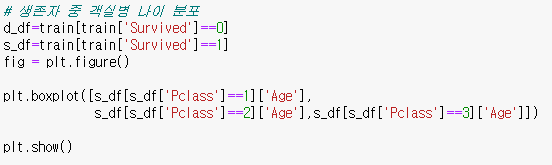 # 생존자 중 객실병 나이 분포
d_df=train[train['Survived']==0]
s_df=train[train['Survived']==1]
fig = plt.figure()
plt.boxplot([s_df[s_df['Pclass']==1]['Age'],
s_df[s_df['Pclass']==2]['Age'],s_df[s_df['Pclass']==3]['Age']])
plt.show()